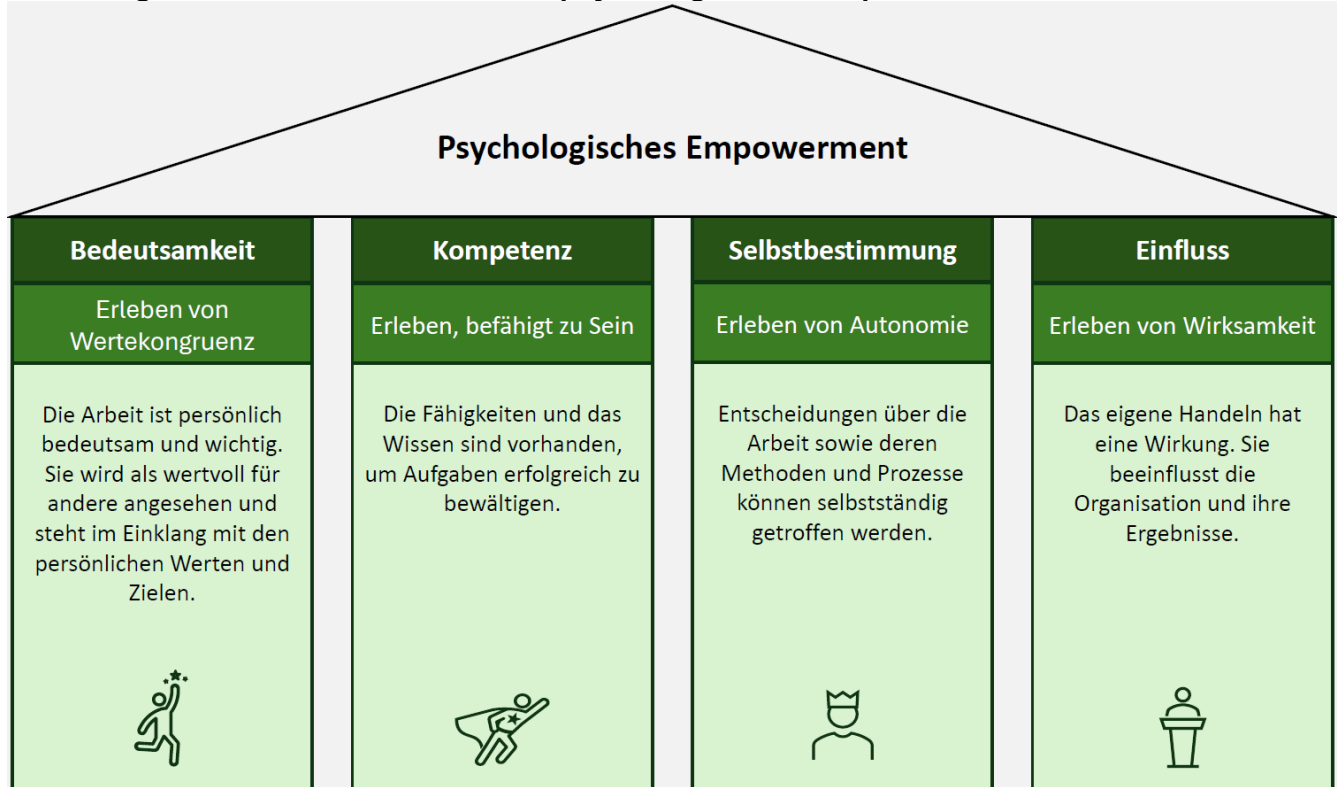 Psychologisches Empowerment
Bedeutsamkeit
Erleben von
Wertekongruenz
Die Arbeit ist persönlich
bedeutsam und wichtig.
Sie wird als wertvoll für
andere angesehen und
steht im Einklang mit den
persönlichen Werten und
Zielen.
Kompetenz
Erleben, befähigt zu Sein
Die Fähigkeiten und das
Wissen sind vorhanden,
um Aufgaben erfolgreich zu
bewältigen.
Selbstbestimmung
Erleben von Autonomie
Entscheidungen über die
Arbeit sowie deren
Methoden und Prozesse
können selbstständig
getroffen werden.
Einfluss
Erleben von Wirksamkeit
Das eigene Handeln hat
eine Wirkung. Sie
beeinflusst die
Organisation und ihre
Ergebnisse.